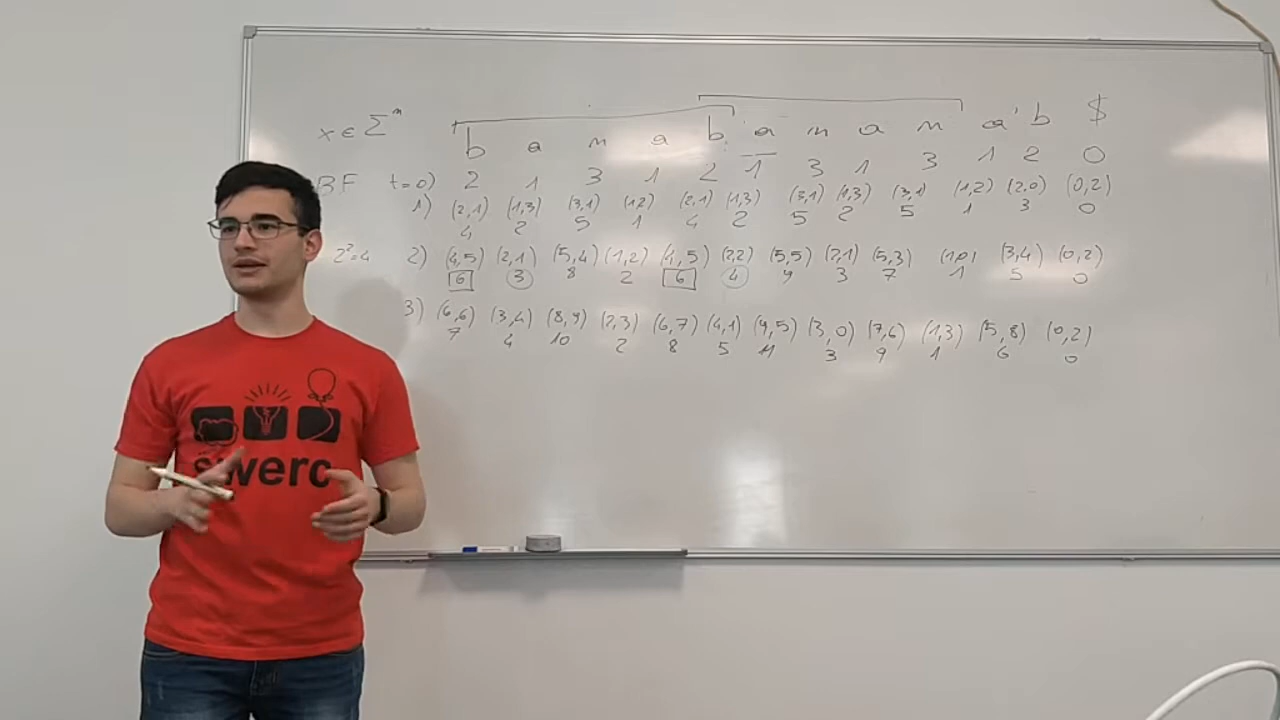 x ∈ Σⁿ b a n a b a n a n a b $
BF t=0) 2 1 3 1 2 1 3 1 3 1 2 0
1) (2,1) (1,3) (3,1) (1,2) (2,1) (1,3) (3,1) (1,3) (3,1) (1,2) (2,0) (0,2)
4 2 5 1 4 2 5 2 5 1 3 0
2²=4 2) (4,5) (2,1) (5,4) (1,2) (4,5) (2,2) (5,5) (2,1) (5,3) (1,0) (3,4) (0,2)
6 3 8 2 6 4 9 3 7 1 5 0
3) (6,6) (3,4) (8,9) (2,3) (6,7) (4,1) (9,5) (3,0) (7,6) (1,3) (5,8) (0,2)
7 4 10 2 8 5 11 3 9 1 6 0
swerc